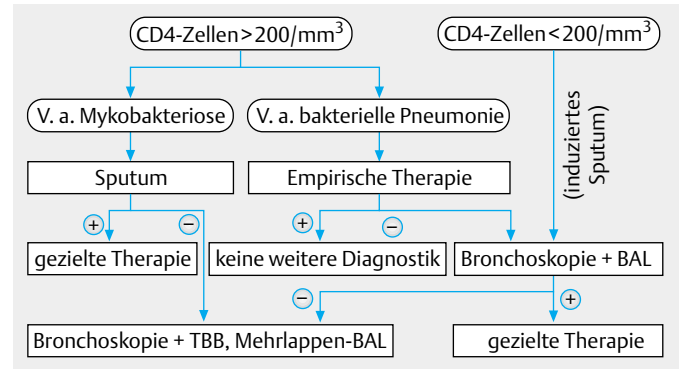 CD4-Zellen>200/mm³
CD4-Zellen<200/mm³
V. a. Mykobakteriose
V. a. bakterielle Pneumonie
(induziertes
Sputum)
Sputum
Empirische Therapie
+
−
+
−
gezielte Therapie
keine weitere Diagnostik
Bronchoskopie + BAL
−
+
Bronchoskopie + TBB, Mehrlappen-BAL
gezielte Therapie